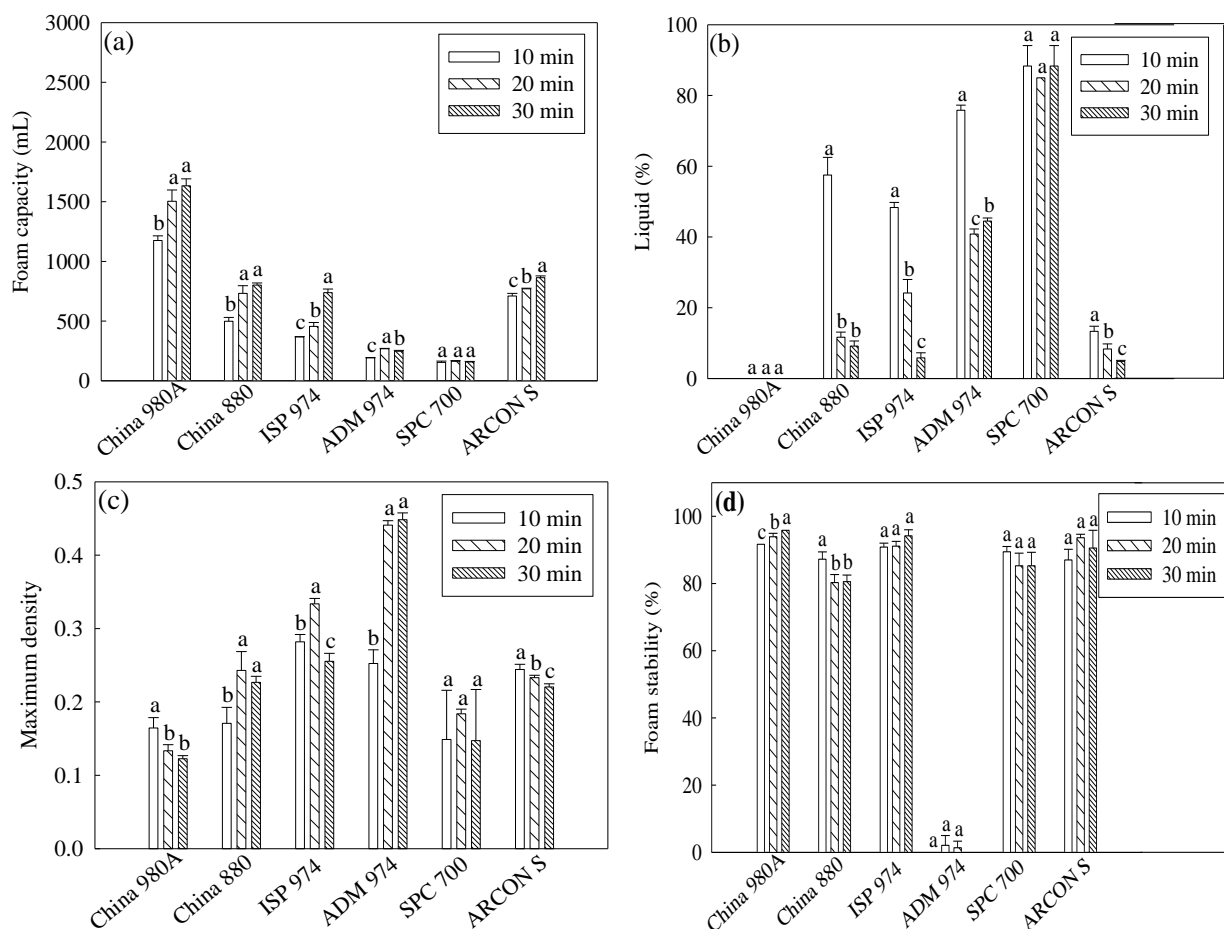 (a)
10 min
20 min
30 min
Foam capacity (mL)
3000
2500
2000
1500
1000
500
0
b a a
b a a
c b a
c a b
a a a
c b a
China 980A
China 880
ISP 974
ADM 974
SPC 700
ARCON S
(b)
10 min
20 min
30 min
Liquid (%)
100
80
60
40
20
0
a a a
a b b
a b c
a c b
a a a
a b c
China 980A
China 880
ISP 974
ADM 974
SPC 700
ARCON S
(c)
10 min
20 min
30 min
Maximum density
0.5
0.4
0.3
0.2
0.1
0.0
a b b
b a a
b a c
b a a
a a a
a b c
China 980A
China 880
ISP 974
ADM 974
SPC 700
ARCON S
(d)
10 min
20 min
30 min
Foam stability (%)
100
80
60
40
20
0
c b a
a b b
a a a
a a a
a a a
a a a
China 980A
China 880
ISP 974
ADM 974
SPC 700
ARCON S